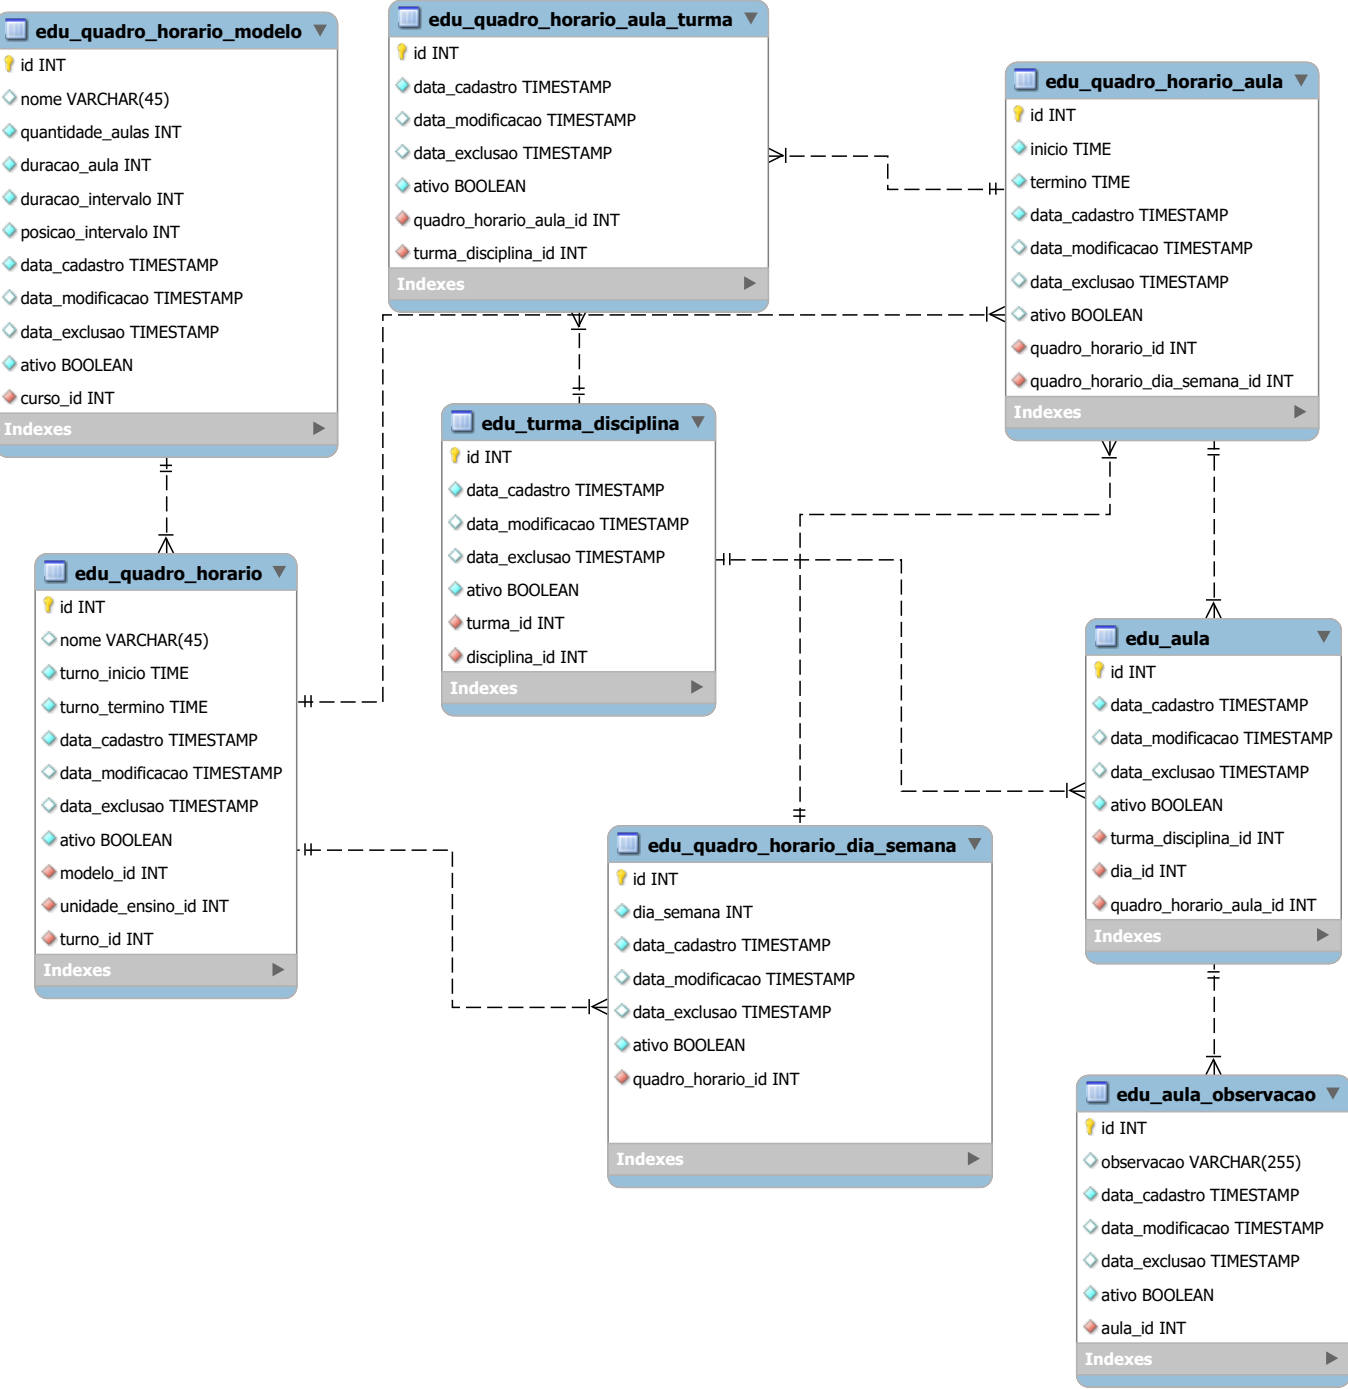 edu_quadro_horario_modelo
id INT
nome VARCHAR(45)
quantidade_aulas INT
duracao_aula INT
duracao_intervalo INT
posicao_intervalo INT
data_cadastro TIMESTAMP
data_modificacao TIMESTAMP
data_exclusao TIMESTAMP
ativo BOOLEAN
curso_id INT
Indexes
edu_quadro_horario_aula_turma
id INT
data_cadastro TIMESTAMP
data_modificacao TIMESTAMP
data_exclusao TIMESTAMP
ativo BOOLEAN
quadro_horario_aula_id INT
turma_disciplina_id INT
Indexes
edu_quadro_horario_aula
id INT
inicio TIME
termino TIME
data_cadastro TIMESTAMP
data_modificacao TIMESTAMP
data_exclusao TIMESTAMP
ativo BOOLEAN
quadro_horario_id INT
quadro_horario_dia_semana_id INT
Indexes
edu_turma_disciplina
id INT
data_cadastro TIMESTAMP
data_modificacao TIMESTAMP
data_exclusao TIMESTAMP
ativo BOOLEAN
turma_id INT
disciplina_id INT
Indexes
edu_quadro_horario
id INT
nome VARCHAR(45)
turno_inicio TIME
turno_termino TIME
data_cadastro TIMESTAMP
data_modificacao TIMESTAMP
data_exclusao TIMESTAMP
ativo BOOLEAN
modelo_id INT
unidade_ensino_id INT
turno_id INT
Indexes
edu_aula
id INT
data_cadastro TIMESTAMP
data_modificacao TIMESTAMP
data_exclusao TIMESTAMP
ativo BOOLEAN
turma_disciplina_id INT
dia_id INT
quadro_horario_aula_id INT
Indexes
edu_quadro_horario_dia_semana
id INT
dia_semana INT
data_cadastro TIMESTAMP
data_modificacao TIMESTAMP
data_exclusao TIMESTAMP
ativo BOOLEAN
quadro_horario_id INT
Indexes
edu_aula_observacao
id INT
observacao VARCHAR(255)
data_cadastro TIMESTAMP
data_modificacao TIMESTAMP
data_exclusao TIMESTAMP
ativo BOOLEAN
aula_id INT
Indexes